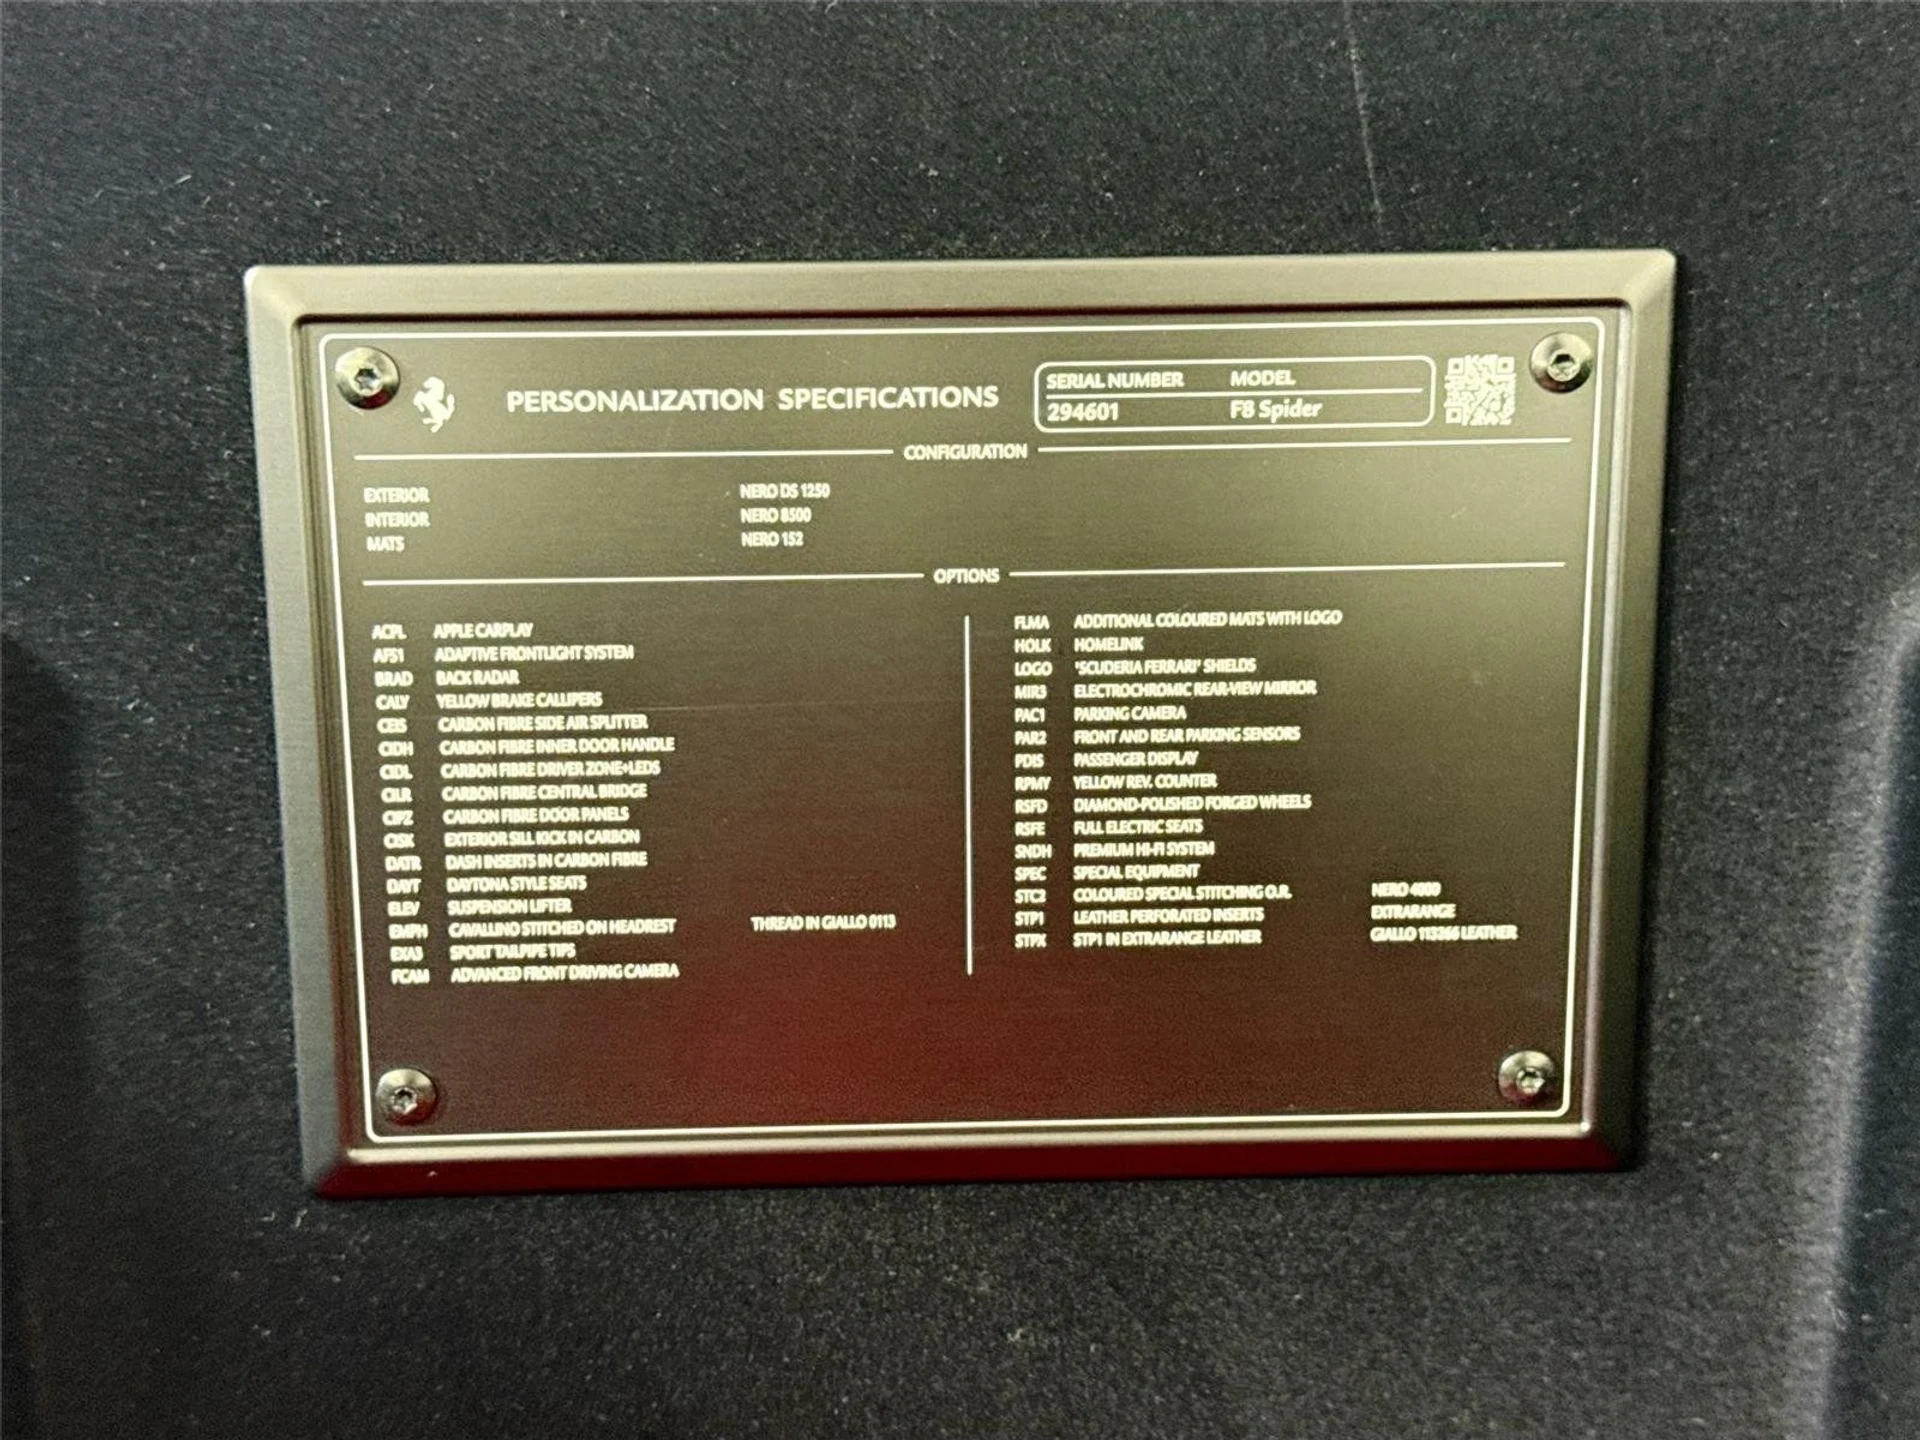 PERSONALIZATION SPECIFICATIONS
SERIAL NUMBER MODEL
294601 F8 Spider
CONFIGURATION
EXTERIOR NERO DS 1250
INTERIOR NERO 8500
MATS NERO 152
OPTIONS
ACPL APPLE CARPLAY
AFS1 ADAPTIVE FRONTLIGHT SYSTEM
BRAD BACK RADAR
CALY YELLOW BRAKE CALLIPERS
CEIS CARBON FIBRE SIDE AIR SPLITTER
CIDH CARBON FIBRE INNER DOOR HANDLE
CIDL CARBON FIBRE DRIVER ZONE+LEDS
CILR CARBON FIBRE CENTRAL BRIDGE
CIPZ CARBON FIBRE DOOR PANELS
CISK EXTERIOR SILL KICK IN CARBON
DATR DASH INSERTS IN CARBON FIBRE
DAYT DAYTONA STYLE SEATS
ELEV SUSPENSION LIFTER
EMPH CAVALLINO STITCHED ON HEADREST THREAD IN GIALLO 0113
EXA3 SPORT TAILPIPE TIPS
FCAM ADVANCED FRONT DRIVING CAMERA
FLMA ADDITIONAL COLOURED MATS WITH LOGO
HOLK HOMELINK
LOGO 'SCUDERIA FERRARI' SHIELDS
MIR3 ELECTROCHROMIC REAR-VIEW MIRROR
PAC1 PARKING CAMERA
PAR2 FRONT AND REAR PARKING SENSORS
PDIS PASSENGER DISPLAY
RPMY YELLOW REV. COUNTER
RSFD DIAMOND-POLISHED FORGED WHEELS
RSFE FULL ELECTRIC SEATS
SNDH PREMIUM HI-FI SYSTEM
SPEC SPECIAL EQUIPMENT
STC2 COLOURED SPECIAL STITCHING O.R. NERO 4000
STP1 LEATHER PERFORATED INSERTS EXTRARANGE
STPX STP1 IN EXTRARANGE LEATHER GIALLO 113266 LEATHER